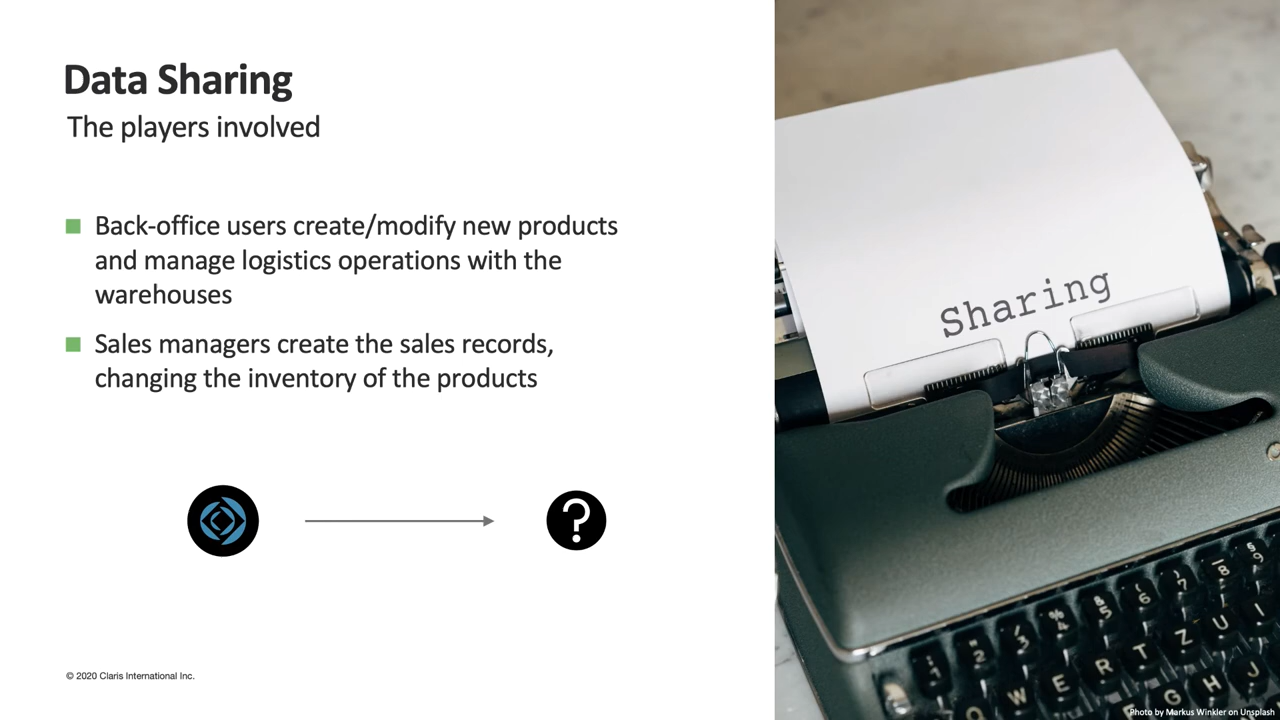 Data Sharing
The players involved
Back-office users create/modify new products
and manage logistics operations with the
warehouses
Sales managers create the sales records,
changing the inventory of the products
?
© 2020 Claris International Inc.
Sharing
W E R T Z U I
G H J
Photo by Markus Winkler on Unsplash